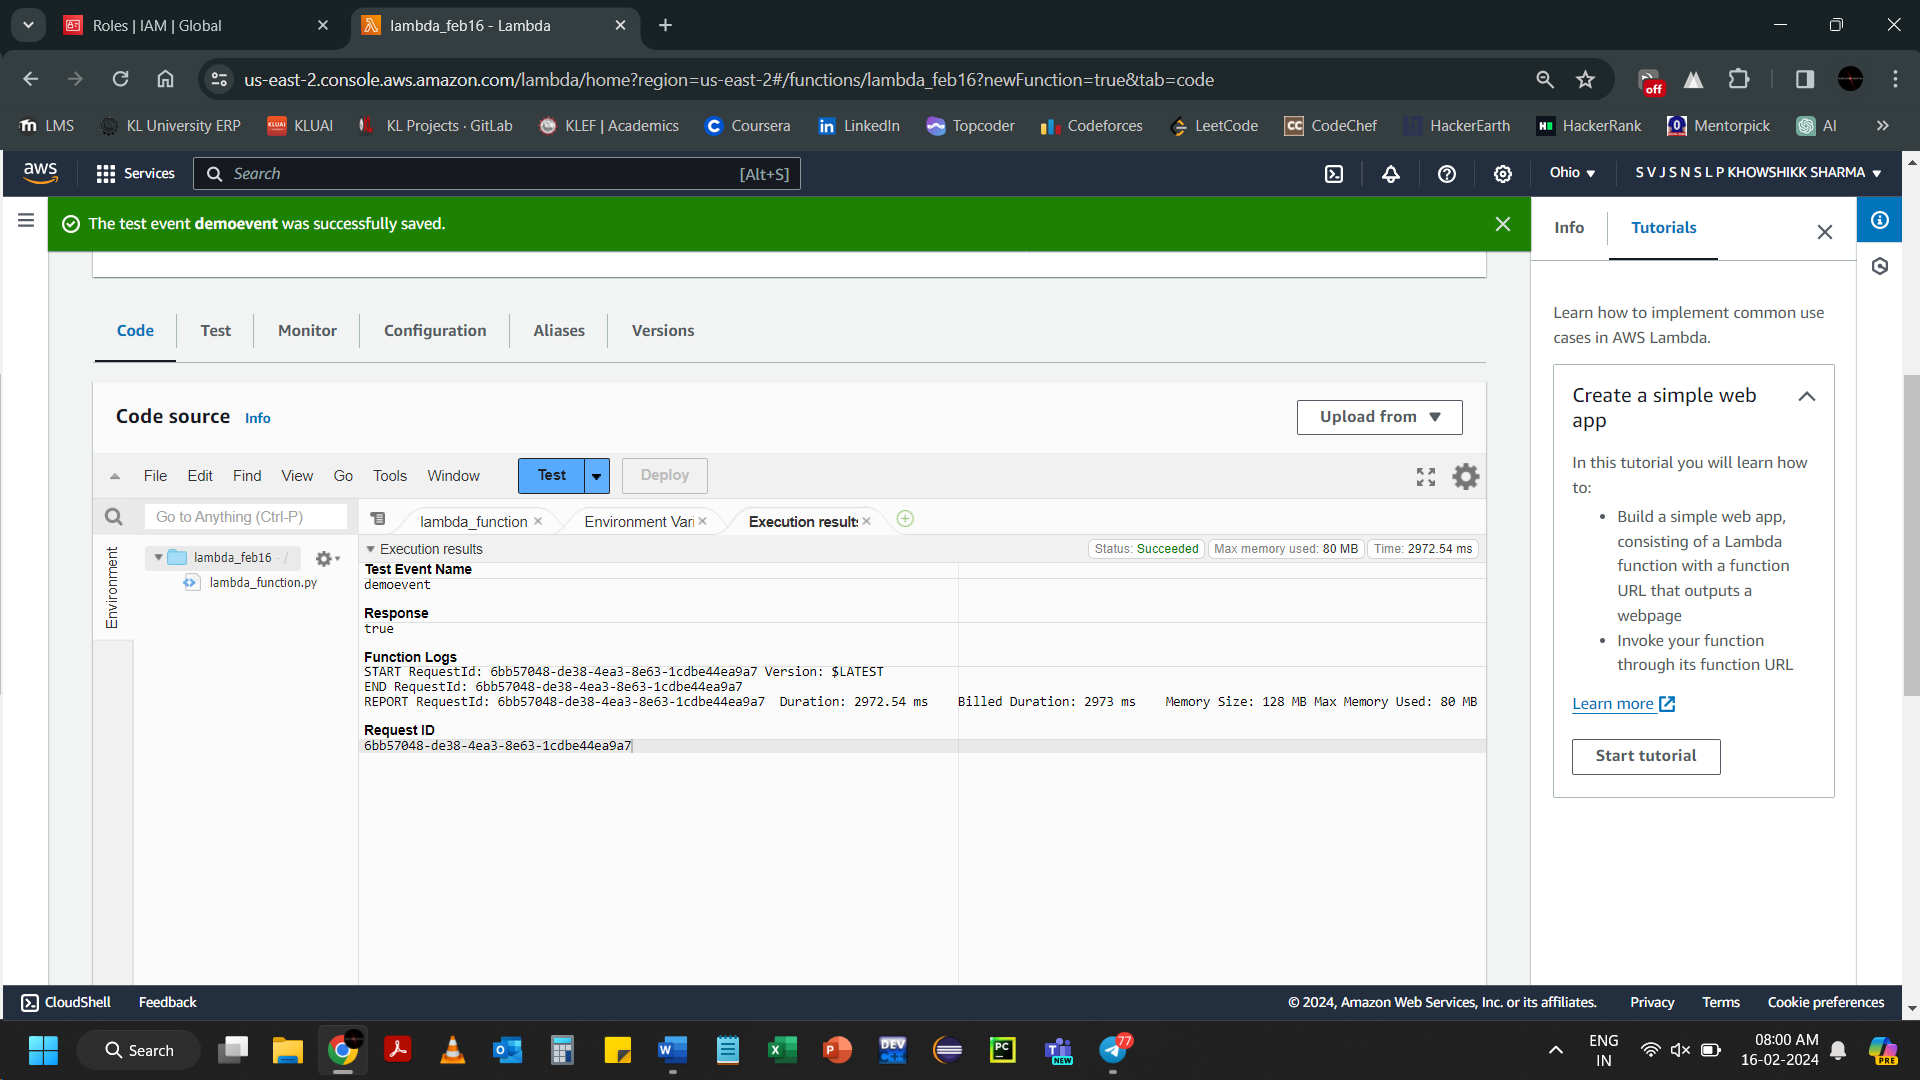 Roles | IAM | Global
lambda_feb16 - Lambda
us-east-2.console.aws.amazon.com/lambda/home?region=us-east-2#/functions/lambda_feb16?newFunction=true&tab=code
off
LMS KL University ERP KLUAI KL Projects · GitLab KLEF | Academics Coursera LinkedIn Topcoder Codeforces LeetCode CodeChef HackerEarth HackerRank Mentorpick AI
aws Services Search [Alt+S] Ohio S V J S N S L P KHOWSHIKK SHARMA
The test event demoevent was successfully saved.
Code Test Monitor Configuration Aliases Versions
Code source Info
Upload from
File Edit Find View Go Tools Window Test Deploy
Go to Anything (Ctrl-P)
lambda_function Environment Vari Execution results
Environment
lambda_feb16 - /
lambda_function.py
Execution results
Status: Succeeded Max memory used: 80 MB Time: 2972.54 ms
Test Event Name
demoevent
Response
true
Function Logs
START RequestId: 6bb57048-de38-4ea3-8e63-1cdbe44ea9a7 Version: $LATEST
END RequestId: 6bb57048-de38-4ea3-8e63-1cdbe44ea9a7
REPORT RequestId: 6bb57048-de38-4ea3-8e63-1cdbe44ea9a7 Duration: 2972.54 ms Billed Duration: 2973 ms Memory Size: 128 MB Max Memory Used: 80 MB
Request ID
6bb57048-de38-4ea3-8e63-1cdbe44ea9a7
Info Tutorials
Learn how to implement common use
cases in AWS Lambda.
Create a simple web
app
In this tutorial you will learn how
to:
• Build a simple web app,
consisting of a Lambda
function with a function
URL that outputs a
webpage
• Invoke your function
through its function URL
Learn more
Start tutorial
CloudShell Feedback © 2024, Amazon Web Services, Inc. or its affiliates. Privacy Terms Cookie preferences
Search
DEV
PC
NEW
77
ENG
IN
08:00 AM
16-02-2024
PRE